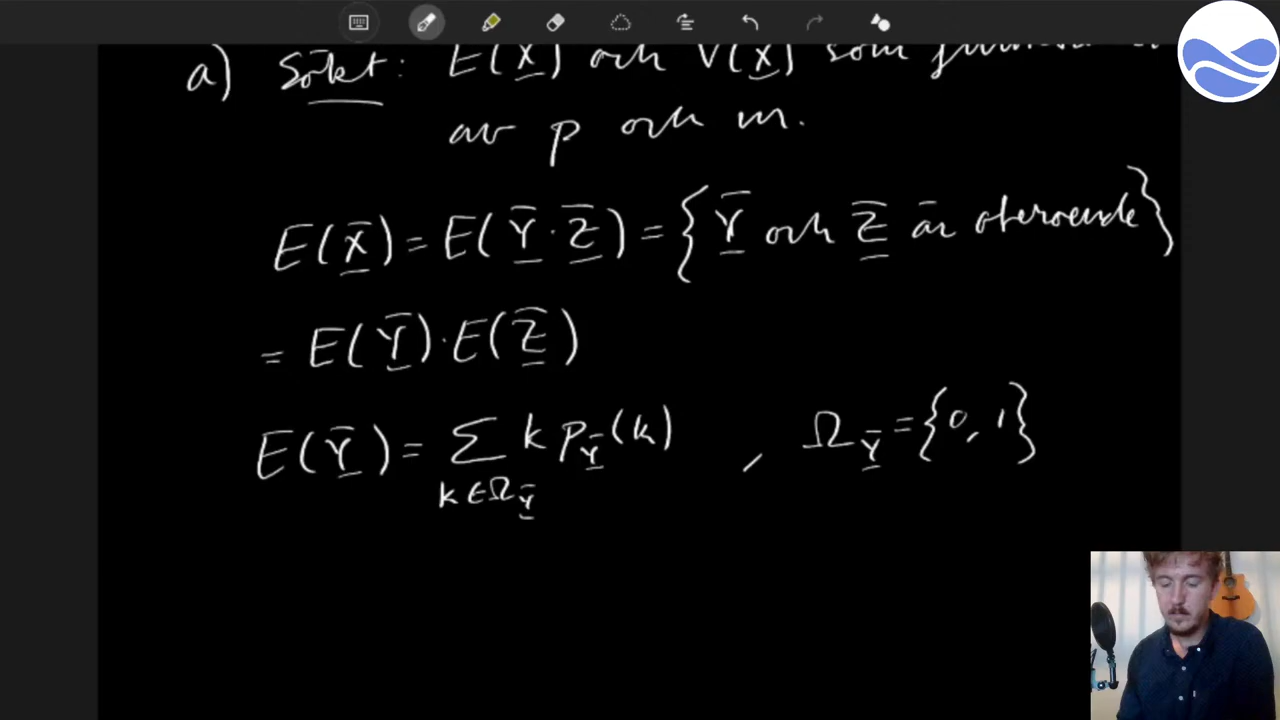 a) Sökt: E(X) och V(X) som
av p och m.
E(X) = E(Y·Z) = {Y och Z är oberoende}
= E(Y)·E(Z)
E(Y) = Σ k p_Y(k) , Ω_Y = {0, 1}
k∈Ω_Y